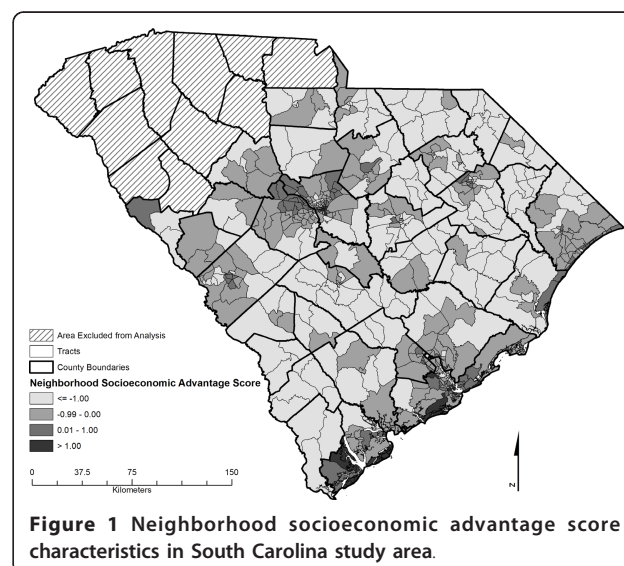 Area Excluded from Analysis
Tracts
County Boundaries
Neighborhood Socioeconomic Advantage Score
<= -1.00
-0.99 - 0.00
0.01 - 1.00
> 1.00
0 37.5 75 150
Kilometers
N
Figure 1 Neighborhood socioeconomic advantage score
characteristics in South Carolina study area.